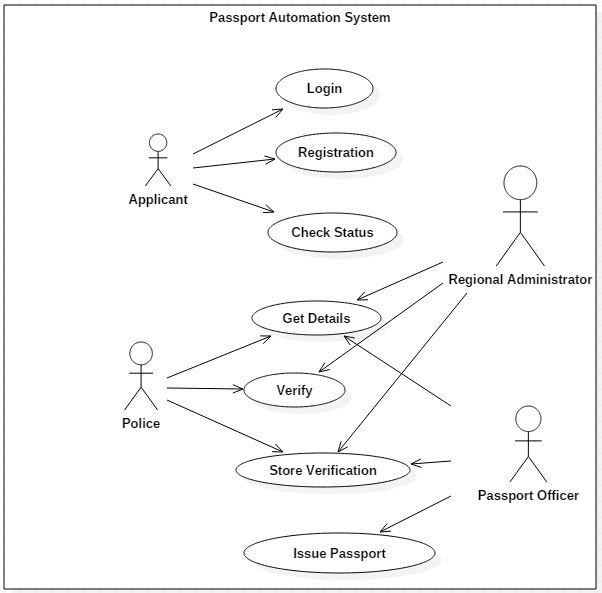 Passport Automation System
Login
Registration
Applicant
Check Status
Regional Administrator
Get Details
Verify
Police
Store Verification
Passport Officer
Issue Passport